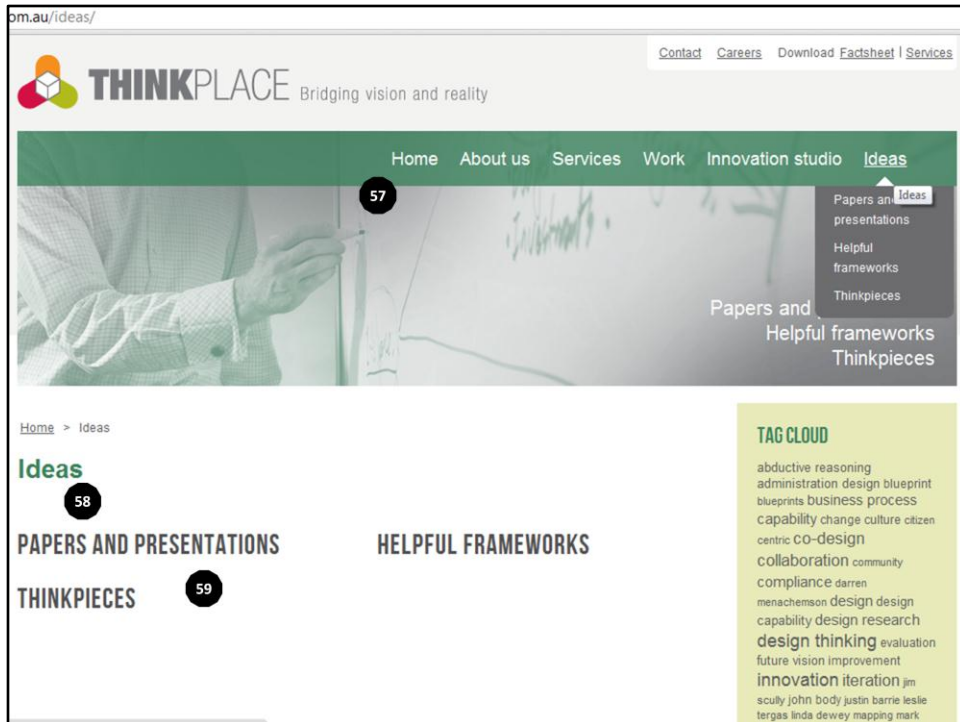 om.au/ideas/
Contact Careers Download Factsheet | Services
THINKPLACE Bridging vision and reality
Home About us Services Work Innovation studio Ideas
57
Ideas
Papers an
presentations
Helpful
frameworks
Thinkpieces
Papers and
Helpful frameworks
Thinkpieces
Home > Ideas
Ideas
58
PAPERS AND PRESENTATIONS
HELPFUL FRAMEWORKS
THINKPIECES
59
TAG CLOUD
abductive reasoning
administration design blueprint
blueprints business process
capability change culture citizen
centric co-design
collaboration community
compliance darren
menachemson design design
capability design research
design thinking evaluation
future vision improvement
innovation iteration jim
scully john body justin barrie leslie
tergas linda dewey mapping mark